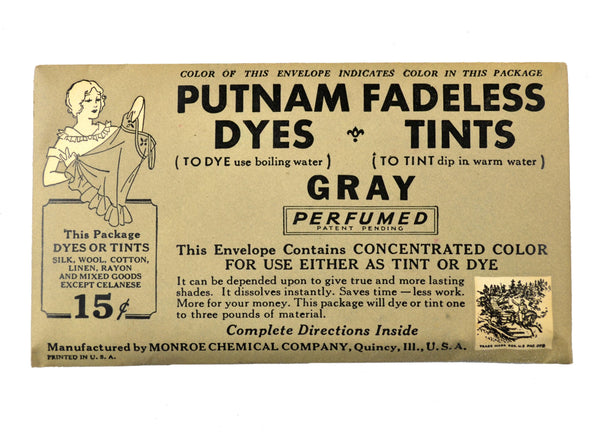 COLOR OF THIS ENVELOPE INDICATES COLOR IN THIS PACKAGE
PUTNAM FADELESS
DYES TINTS
(TO DYE use boiling water) (TO TINT dip in warm water)
GRAY
PERFUMED
PATENT PENDING
This Package
DYES OR TINTS
SILK, WOOL, COTTON,
LINEN, RAYON
AND MIXED GOODS
EXCEPT CELANESE
15¢
This Envelope Contains CONCENTRATED COLOR
FOR USE EITHER AS TINT OR DYE
It can be depended upon to give true and more lasting
shades. It dissolves instantly. Saves time—less work.
More for your money. This package will dye or tint one
to three pounds of material.
Complete Directions Inside
TRADE MARK REG. U.S. PAT. OFF.
Manufactured by MONROE CHEMICAL COMPANY, Quincy, Ill., U.S.A.
PRINTED IN U.S.A.